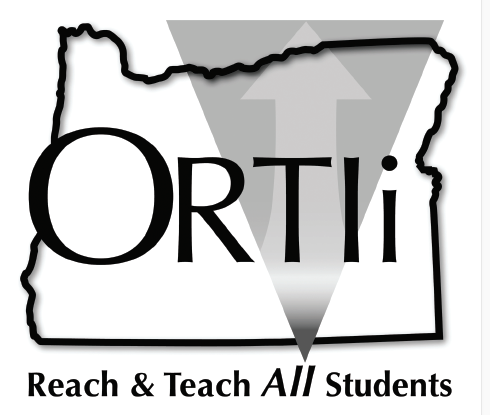 ORTIi
Reach & Teach All Students